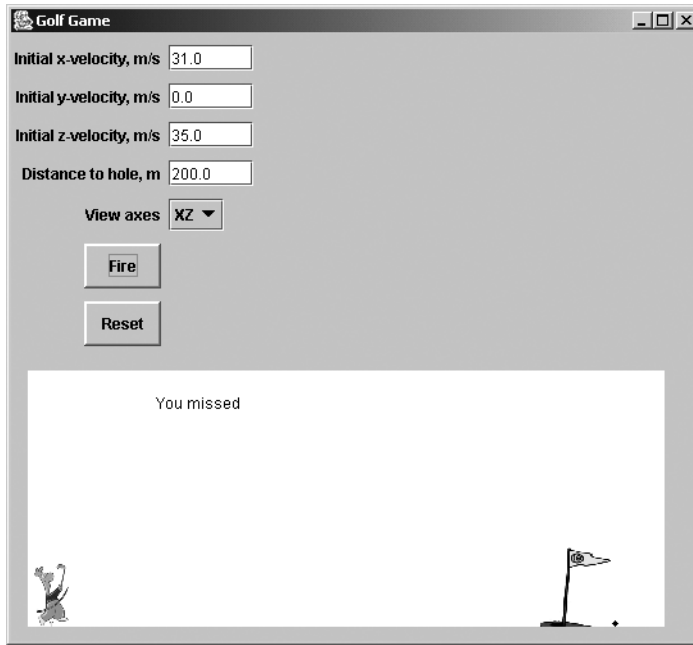 Golf Game
Initial x-velocity, m/s 31.0
Initial y-velocity, m/s 0.0
Initial z-velocity, m/s 35.0
Distance to hole, m 200.0
View axes XZ
Fire
Reset
You missed